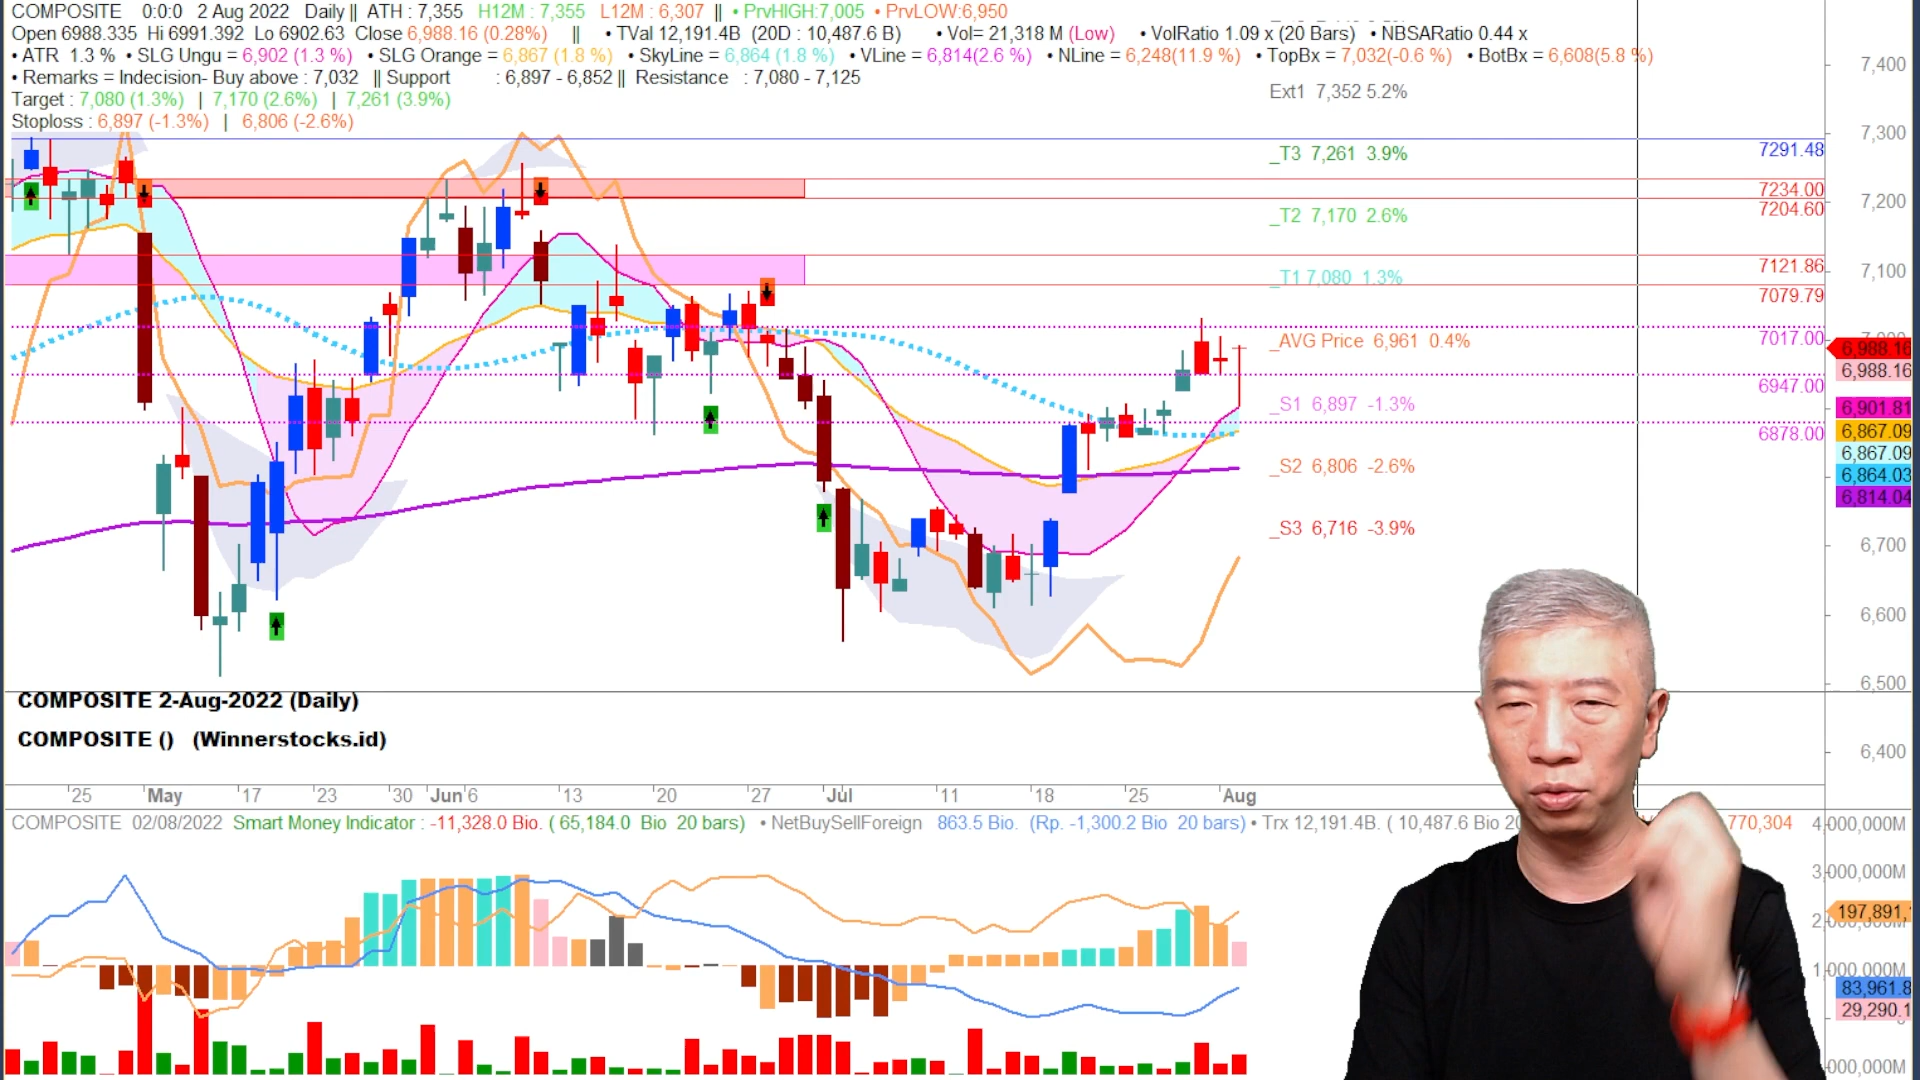 COMPOSITE 0:0:0 2 Aug 2022 Daily || ATH : 7,355 H12M : 7,355 L12M : 6,307 || • PrvHIGH:7,005 • PrvLOW:6,950
Open 6988.335 Hi 6991.392 Lo 6902.63 Close 6,988.16 (0.28%) || • TVal 12,191.4B (20D : 10,487.6 B) • Vol= 21,318 M (Low) • VolRatio 1.09 x (20 Bars) • NBSARatio 0.44 x
• ATR 1.3 % • SLG Ungu = 6,902 (1.3 %) • SLG Orange = 6,867 (1.8 %) • SkyLine = 6,864 (1.8 %) • VLine = 6,814(2.6 %) • NLine = 6,248(11.9 %) • TopBx = 7,032(-0.6 %) • BotBx = 6,608(5.8 %)
• Remarks = Indecision- Buy above : 7,032 || Support : 6,897 - 6,852 || Resistance : 7,080 - 7,125
Target : 7,080 (1.3%) | 7,170 (2.6%) | 7,261 (3.9%)
Stoploss : 6,897 (-1.3%) | 6,806 (-2.6%)
7,400
Ext1 7,352 5.2%
7,300
7291.48
_T3 7,261 3.9%
7234.00
7,200
7204.60
_T2 7,170 2.6%
7121.86
7,100
_T1 7,080 1.3%
7079.79
7017.00
_AVG Price 6,961 0.4%
6,988.16
6,988.16
6947.00
_S1 6,897 -1.3%
6,901.81
6878.00
6,867.09
6,867.09
_S2 6,806 -2.6%
6,864.03
6,814.04
_S3 6,716 -3.9%
6,700
6,600
6,500
COMPOSITE 2-Aug-2022 (Daily)
COMPOSITE () (Winnerstocks.id)
6,400
25 May 17 23 30 Jun 6 13 20 27 Jul 11 18 25 Aug
COMPOSITE 02/08/2022 Smart Money Indicator : -11,328.0 Bio. ( 65,184.0 Bio 20 bars) • NetBuySellForeign 863.5 Bio. (Rp. -1,300.2 Bio 20 bars) • Trx 12,191.4B. ( 10,487.6 Bio 20
770,304
3,000,000M
197,891,
1,000,000M
83,961.8
29,290.1